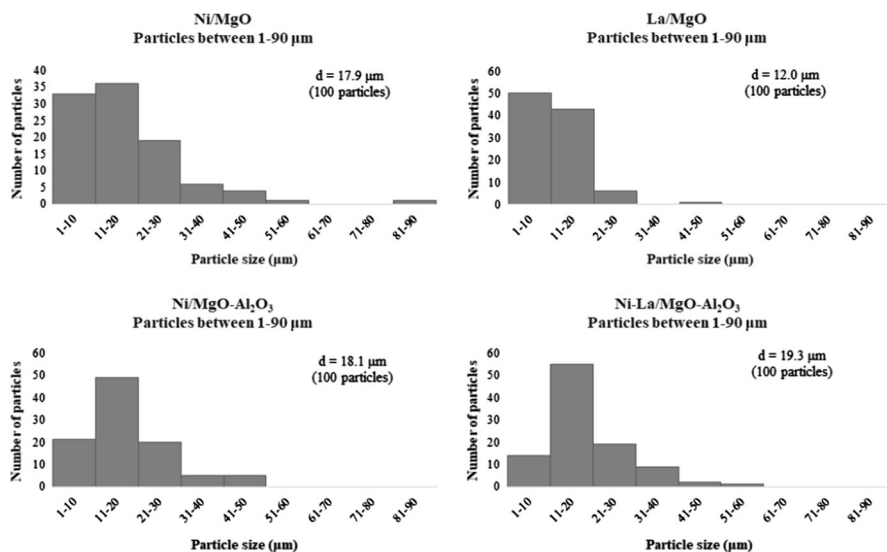 Ni/MgO
Particles between 1-90 µm
d = 17.9 µm
(100 particles)
Number of particles
40
35
30
25
20
15
10
5
0
1-10
11-20
21-30
31-40
41-50
51-60
61-70
71-80
81-90
Particle size (µm)
La/MgO
Particles between 1-90 µm
d = 12.0 µm
(100 particles)
Number of particles
60
50
40
30
20
10
0
1-10
11-20
21-30
31-40
41-50
51-60
61-70
71-80
81-90
Particle size (µm)
Ni/MgO-Al₂O₃
Particles between 1-90 µm
d = 18.1 µm
(100 particles)
Number of particles
60
50
40
30
20
10
0
1-10
11-20
21-30
31-40
41-50
51-60
61-70
71-80
81-90
Particle size (µm)
Ni-La/MgO-Al₂O₃
Particles between 1-90 µm
d = 19.3 µm
(100 particles)
Number of particles
60
50
40
30
20
10
0
1-10
11-20
21-30
31-40
41-50
51-60
61-70
71-80
81-90
Particle size (µm)